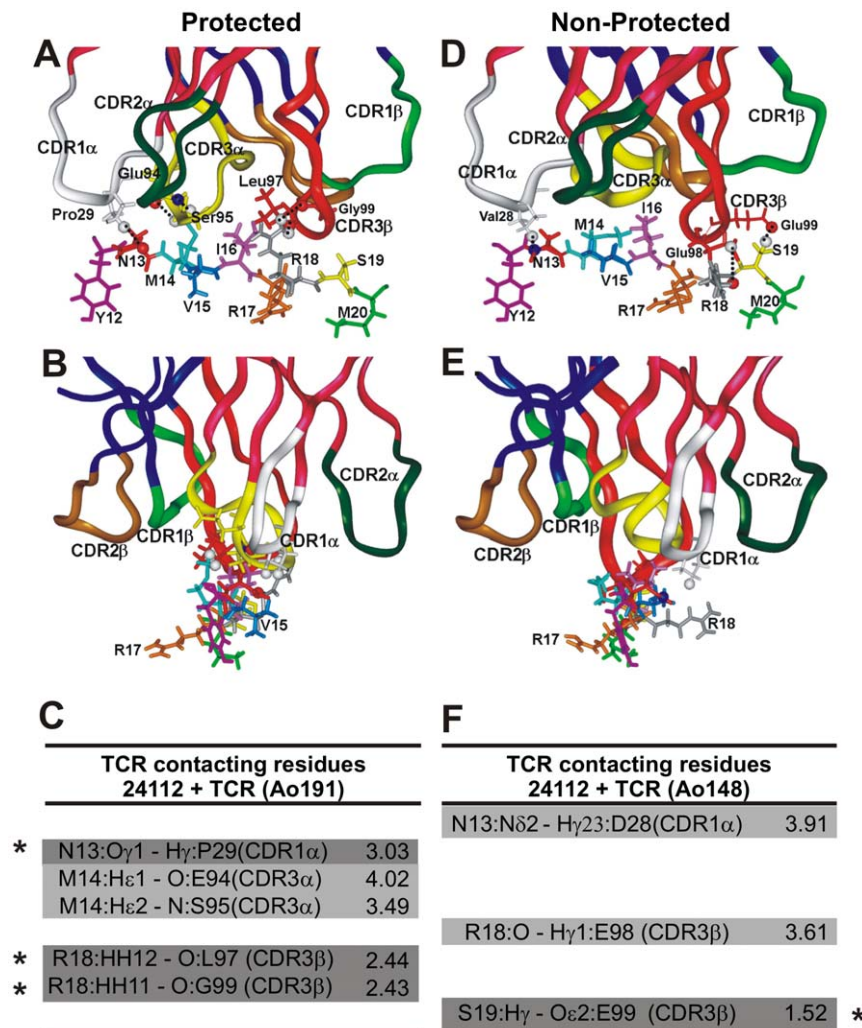 Protected
Non-Protected
A
CDR2α
CDR1β
CDR1α
CDR3α
Glu94
Leu97
Pro29
Ser95
Gly99
CDR3β
I16
N13
R18
S19
M14
Y12
V15
R17
M20
D
CDR2α
CDR1β
CDR1α
CDR3α
CDR3β
Val28
I16
Glu99
M14
Glu98
S19
N13
V15
R18
Y12
R17
M20
B
CDR2α
CDR2β
CDR1β
CDR1α
V15
R17
E
CDR2α
CDR1β
CDR2β
CDR1α
R18
R17
C
TCR contacting residues
24112 + TCR (Ao191)
* N13:Oγ1 - Hγ:P29(CDR1α) 3.03
M14:Hε1 - O:E94(CDR3α) 4.02
M14:Hε2 - N:S95(CDR3α) 3.49
* R18:HH12 - O:L97 (CDR3β) 2.44
* R18:HH11 - O:G99 (CDR3β) 2.43
F
TCR contacting residues
24112 + TCR (Ao148)
N13:Nδ2 - Hγ23:D28(CDR1α) 3.91
R18:O - Hγ1:E98 (CDR3β) 3.61
S19:Hγ - Oε2:E99 (CDR3β) 1.52 *